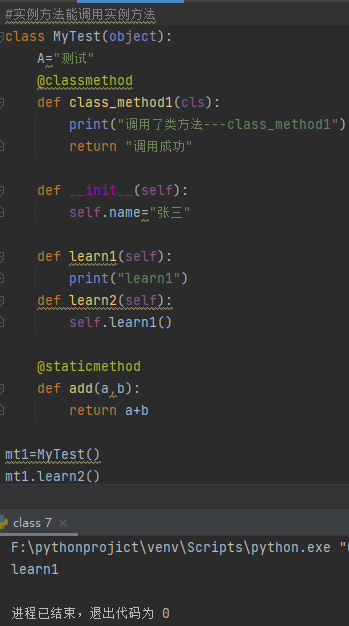 #实例方法能调用实例方法
class MyTest(object):
    A="测试"
    @classmethod
    def class_method1(cls):
        print("调用了类方法---class_method1")
        return "调用成功"

    def __init__(self):
        self.name="张三"

    def learn1(self):
        print("learn1")
    def learn2(self):
        self.learn1()

    @staticmethod
    def add(a,b):
        return a+b

mt1=MyTest()
mt1.learn2()
class 7 ×
F:\pythonprojict\venv\Scripts\python.exe "
learn1

进程已结束，退出代码为 0